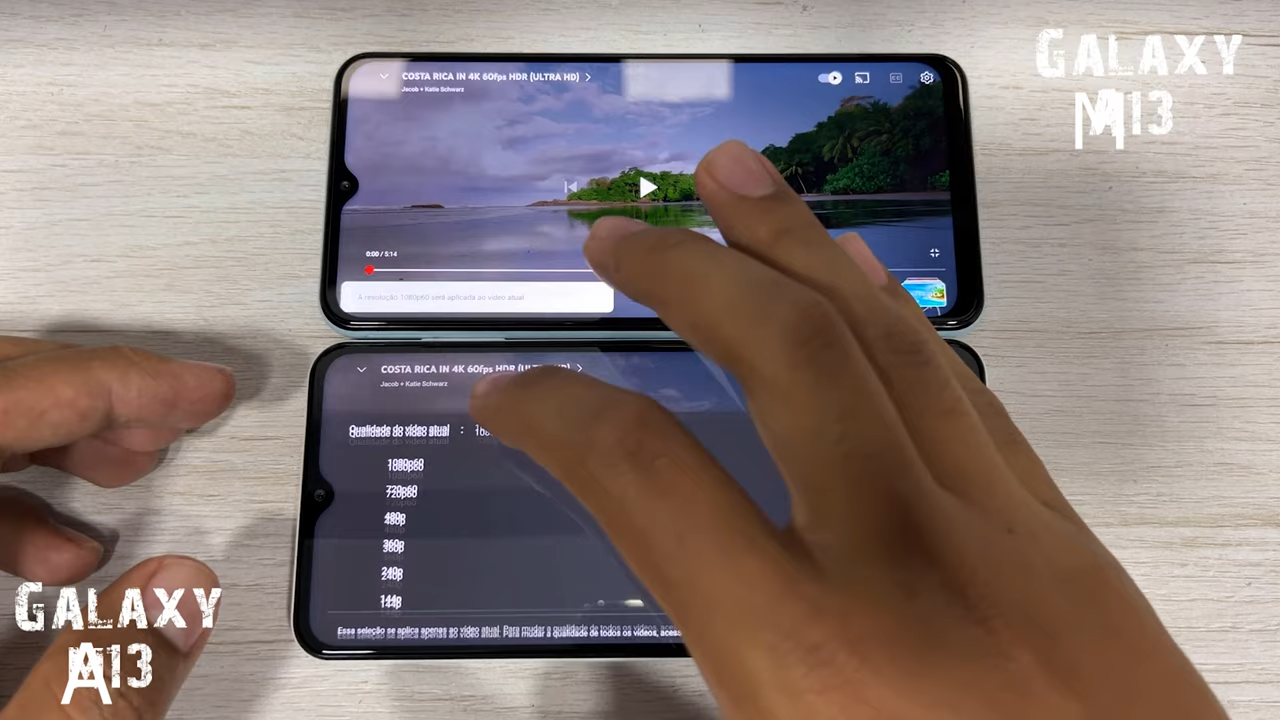 GALAXY
M13
COSTA RICA IN 4K 60fps HDR (ULTRA HD)
Jacob + Katie Schwarz
0:00 / 5:14
A revolução 1080p60 será aplicada ao vídeo atual
COSTA RICA IN 4K 60fps HDR (ULTRA HD)
Jacob + Katie Schwarz
Qualidade do vídeo atual :
1080p60
720p60
480p
360p
240p
144p
Essa seleção se aplica apenas ao vídeo atual. Para mudar a qualidade de todos os vídeos,
GALAXY
A13